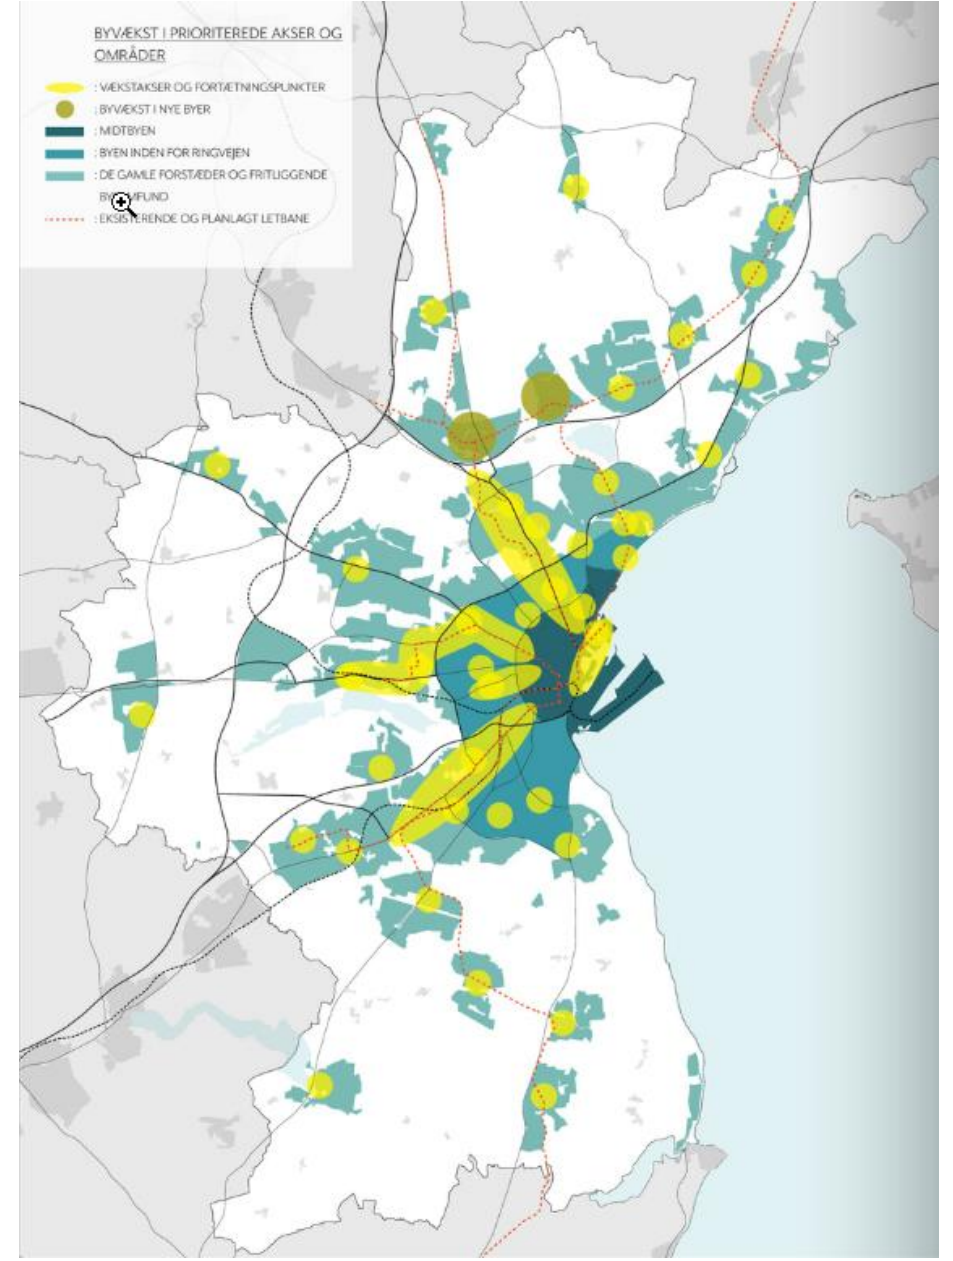 BYVÆKST I PRIORITEREDE AKSER OG
OMRÅDER
: VÆKSTAKSER OG FORTÆTNINGSPUNKTER
: BYVÆKST I NYE BYER
: MIDTBYEN
: BYEN INDEN FOR RINGVEJEN
: DE GAMLE FORSTÆDER OG FRITLIGGENDE
: EKSISTERENDE OG PLANLAGT LETBANE